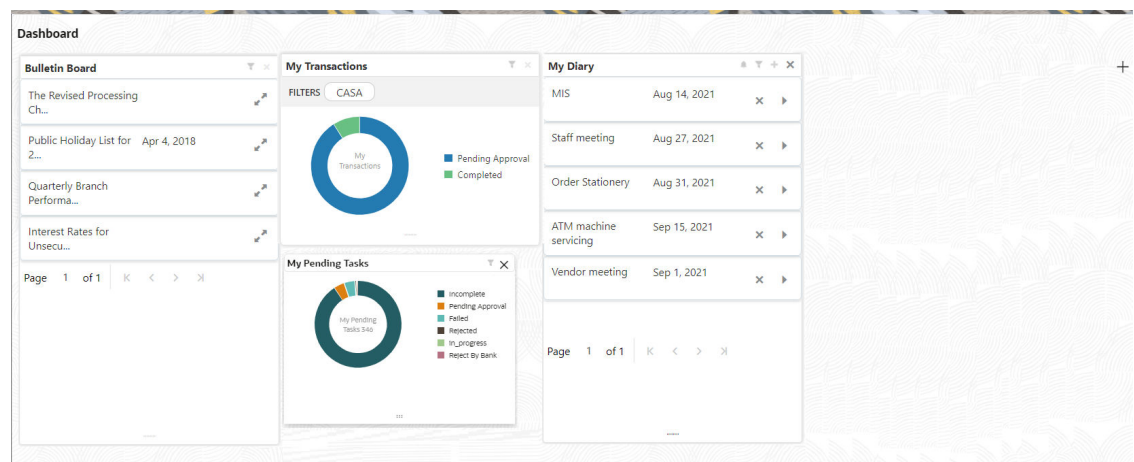 Dashboard
Bulletin Board
The Revised Processing
Ch...
Public Holiday List for Apr 4, 2018
2...
Quarterly Branch
Performa...
Interest Rates for
Unsecu...
Page 1 of 1
My Transactions
FILTERS CASA
My
Transactions
Pending Approval
Completed
My Pending Tasks
My Pending
Tasks 346
Incomplete
Pending Approval
Failed
Rejected
In_progress
Reject By Bank
My Diary
MIS Aug 14, 2021
Staff meeting Aug 27, 2021
Order Stationery Aug 31, 2021
ATM machine Sep 15, 2021
servicing
Vendor meeting Sep 1, 2021
Page 1 of 1